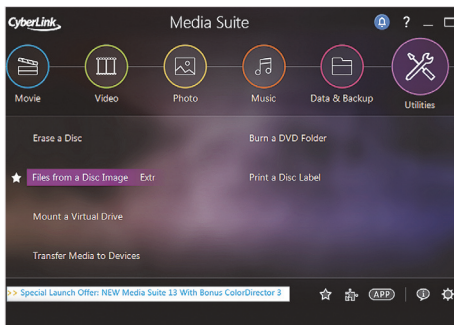 CyberLink Media Suite ?
Movie Video Photo Music Data & Backup Utilities
Erase a Disc Burn a DVD Folder
Files from a Disc Image Extr Print a Disc Label
Mount a Virtual Drive
Transfer Media to Devices
>> Special Launch Offer: NEW Media Suite 13 With Bonus ColorDirector 3 APP